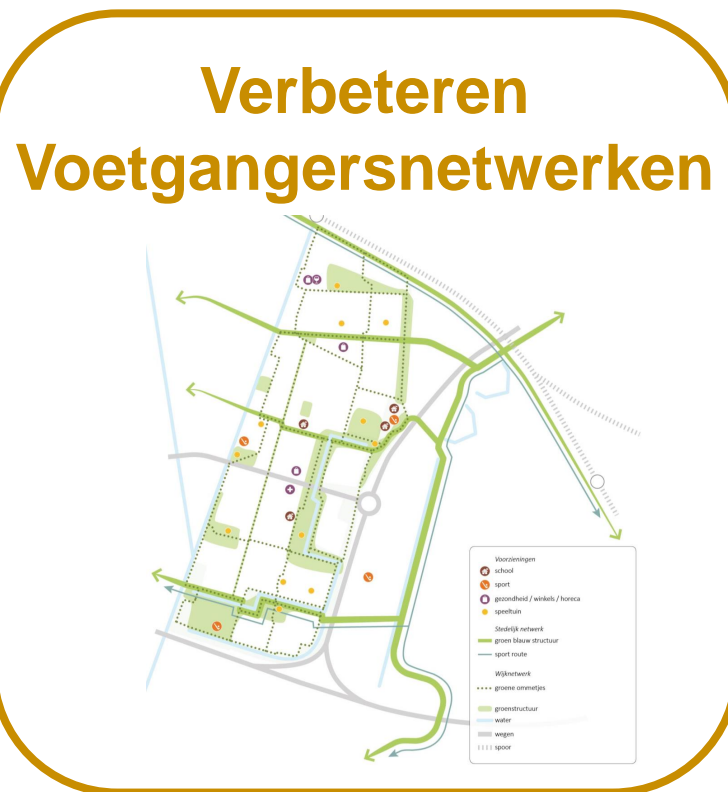 Verbeteren
Voetgangersnetwerken
Voorzieningen
school
sport
gezondheid / winkels / horeca
speeltuin
Stedelijk netwerk
groen blauw structuur
sport route
Wijknetwerk
groene ommetjes
groenstructuur
water
wegen
spoor